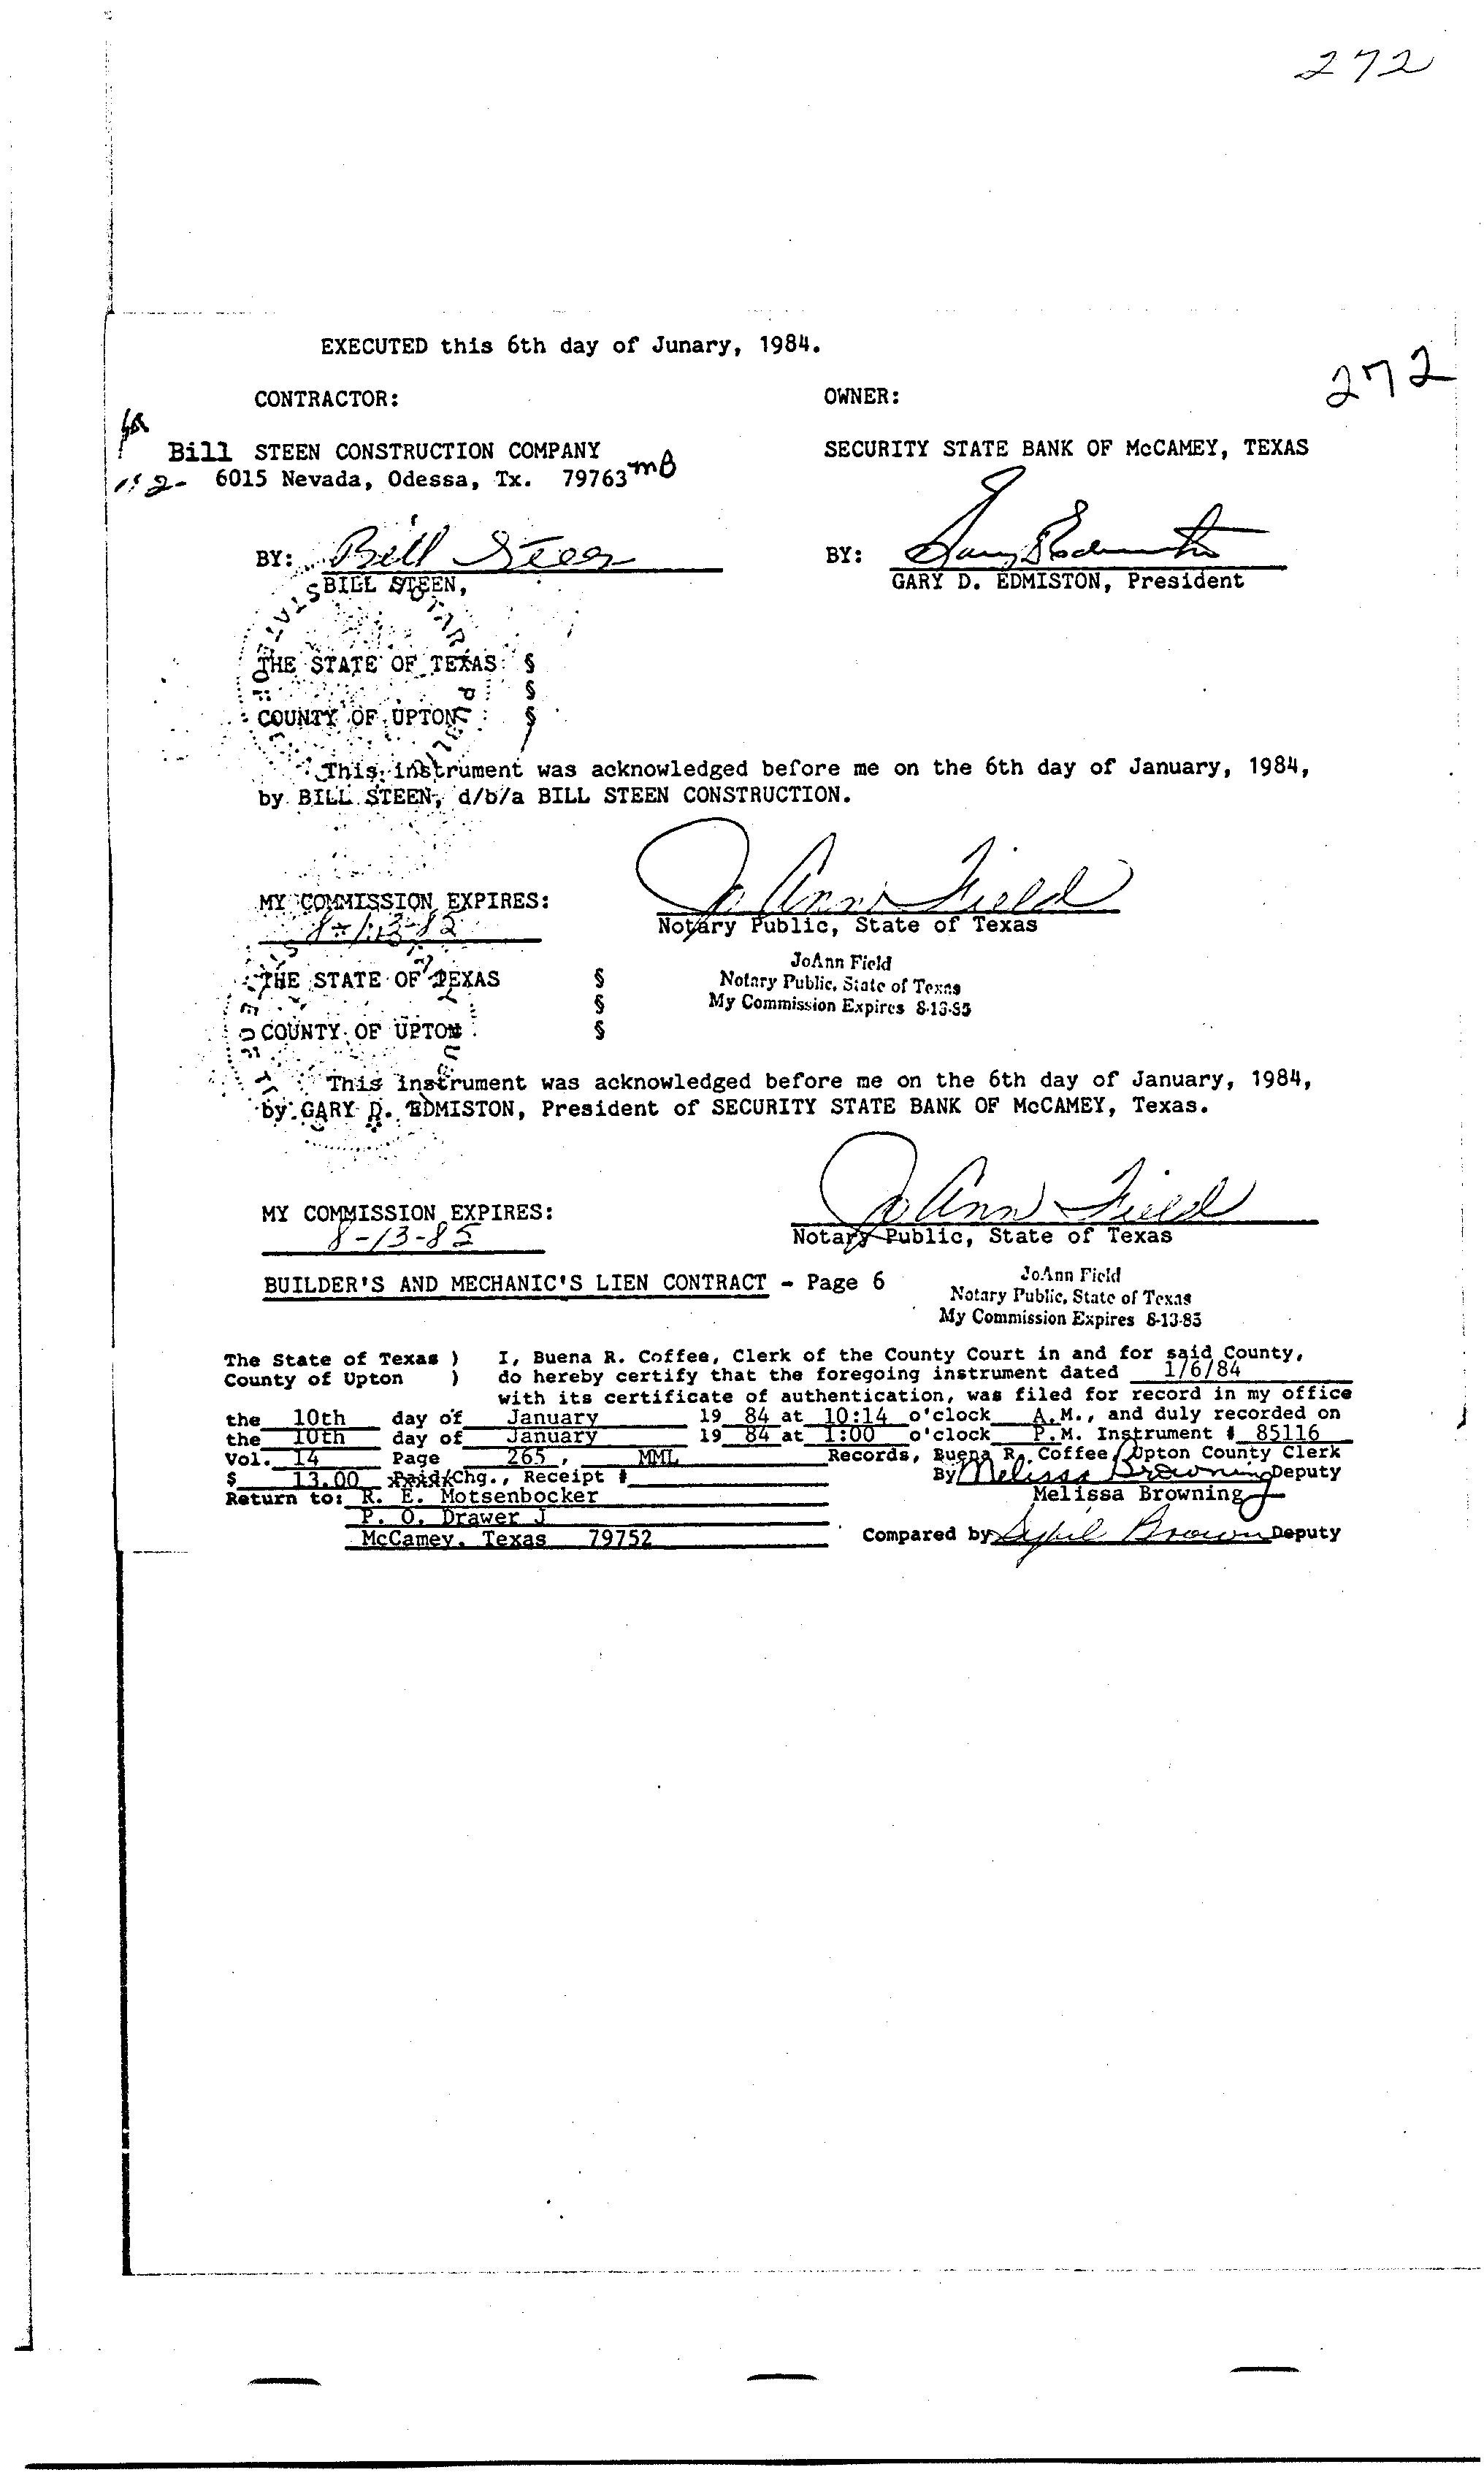 272
EXECUTED this 6th day of Junary, 1984.
272
CONTRACTOR: OWNER:
Bill STEEN CONSTRUCTION COMPANY SECURITY STATE BANK OF McCAMEY, TEXAS
6015 Nevada, Odessa, Tx. 79763 mB
BY: Bill Steen BY: Gary D Edmiston
BILL STEEN, GARY D. EDMISTON, President
THE STATE OF TEXAS §
§
COUNTY OF UPTON §
This instrument was acknowledged before me on the 6th day of January, 1984,
by BILL STEEN, d/b/a BILL STEEN CONSTRUCTION.
MY COMMISSION EXPIRES: Jo Ann Field
Notary Public, State of Texas
JoAnn Field
THE STATE OF TEXAS § Notary Public, State of Texas
§ My Commission Expires 8-13-85
COUNTY OF UPTON §
This instrument was acknowledged before me on the 6th day of January, 1984,
by GARY D. EDMISTON, President of SECURITY STATE BANK OF McCAMEY, Texas.
MY COMMISSION EXPIRES: Jo Ann Field
8-13-85 Notary Public, State of Texas
BUILDER'S AND MECHANIC'S LIEN CONTRACT - Page 6 JoAnn Field
Notary Public, State of Texas
My Commission Expires 8-13-85
The State of Texas ) I, Buena R. Coffee, Clerk of the County Court in and for said County,
County of Upton ) do hereby certify that the foregoing instrument dated 1/6/84
with its certificate of authentication, was filed for record in my office
the 10th day of January 19 84 at 10:14 o'clock A.M., and duly recorded on
the 10th day of January 19 84 at 1:00 o'clock P.M. Instrument # 85116
Vol. 14 Page 265, MML Records, Buena R. Coffee, Upton County Clerk
$ 13.00 Paid/Chg., Receipt # By Melissa Browning Deputy
Return to: R. E. Motsenbocker Melissa Browning
P. O. Drawer J
McCamey, Texas 79752 Compared by Sybil Brown Deputy